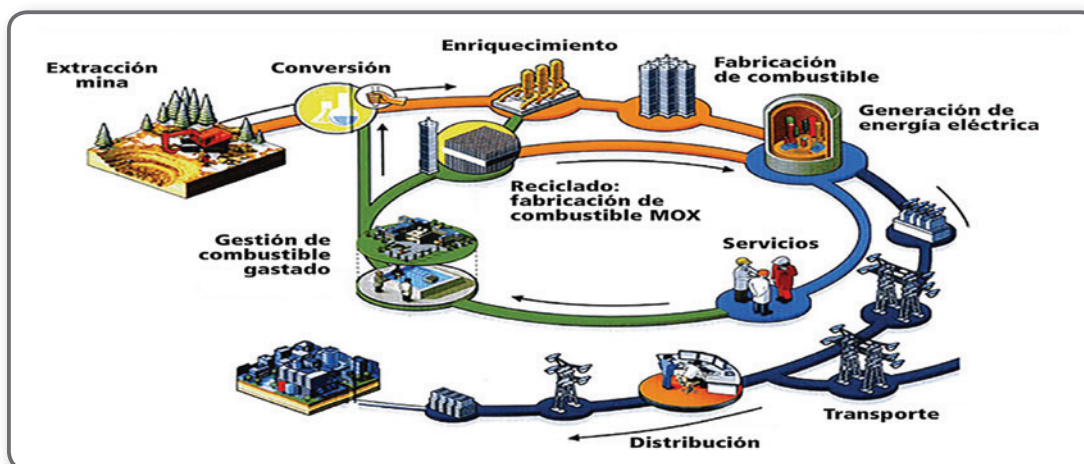 Extracción
mina
Conversión
Enriquecimiento
Fabricación
de combustible
Generación de
energía eléctrica
Reciclado:
fabricación de
combustible MOX
Gestión de
combustible
gastado
Servicios
Transporte
Distribución